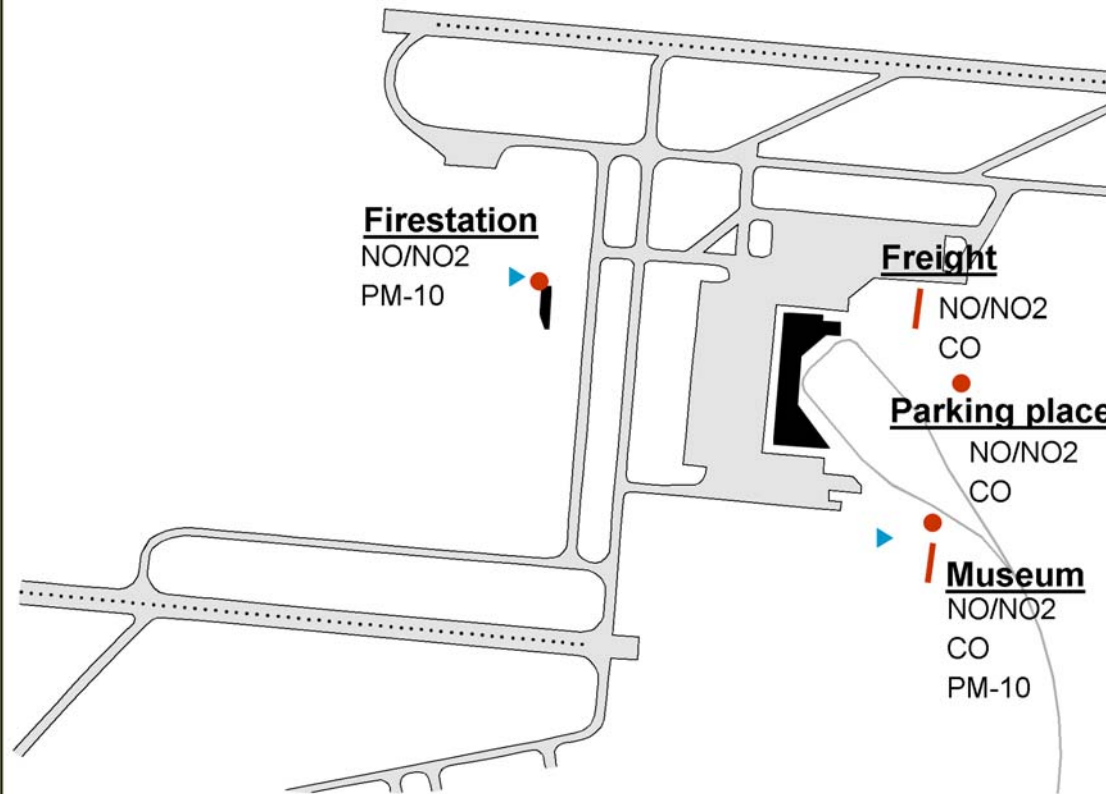 Firestation
NO/NO2
PM-10
Freight
NO/NO2
CO
Parking place
NO/NO2
CO
Museum
NO/NO2
CO
PM-10